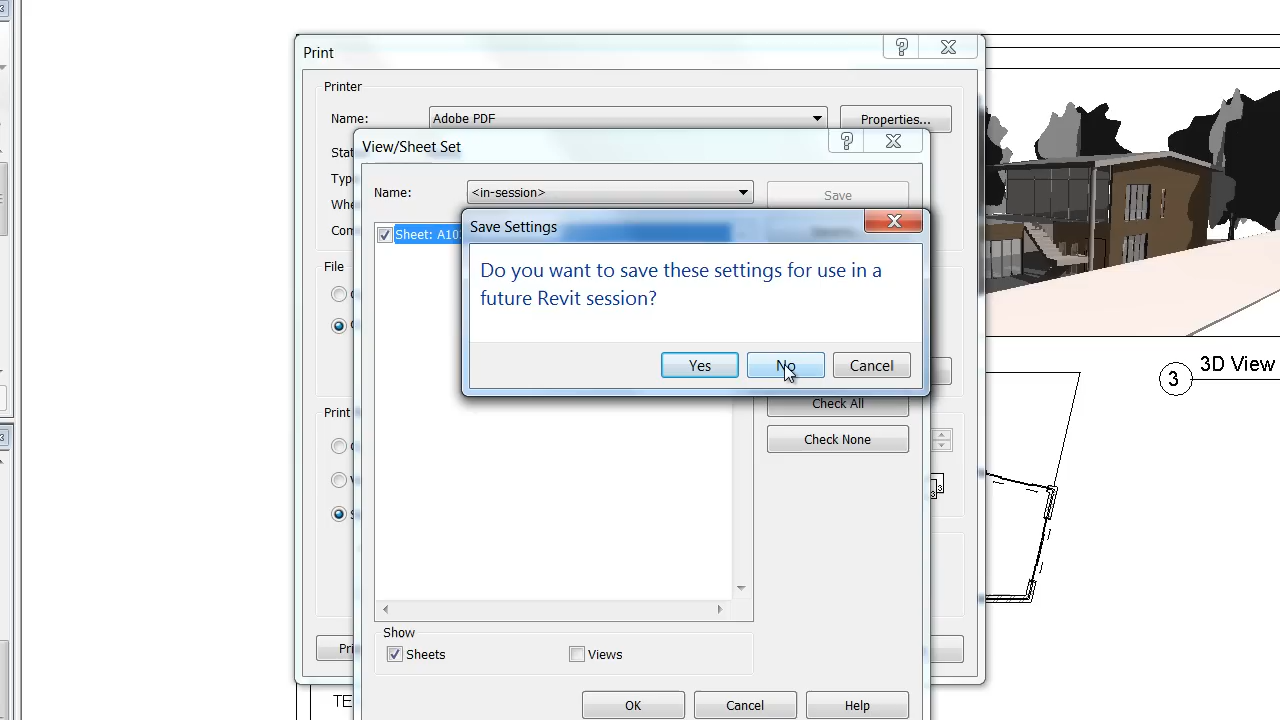 Print
Printer
Name:
Adobe PDF
Properties...
View/Sheet Set
Name:
<in-session>
Save
Sheet: A10
Save Settings
Do you want to save these settings for use in a
future Revit session?
Yes
No
Cancel
File
Print
Check All
Check None
3
3D View
Show
Sheets
Views
OK
Cancel
Help